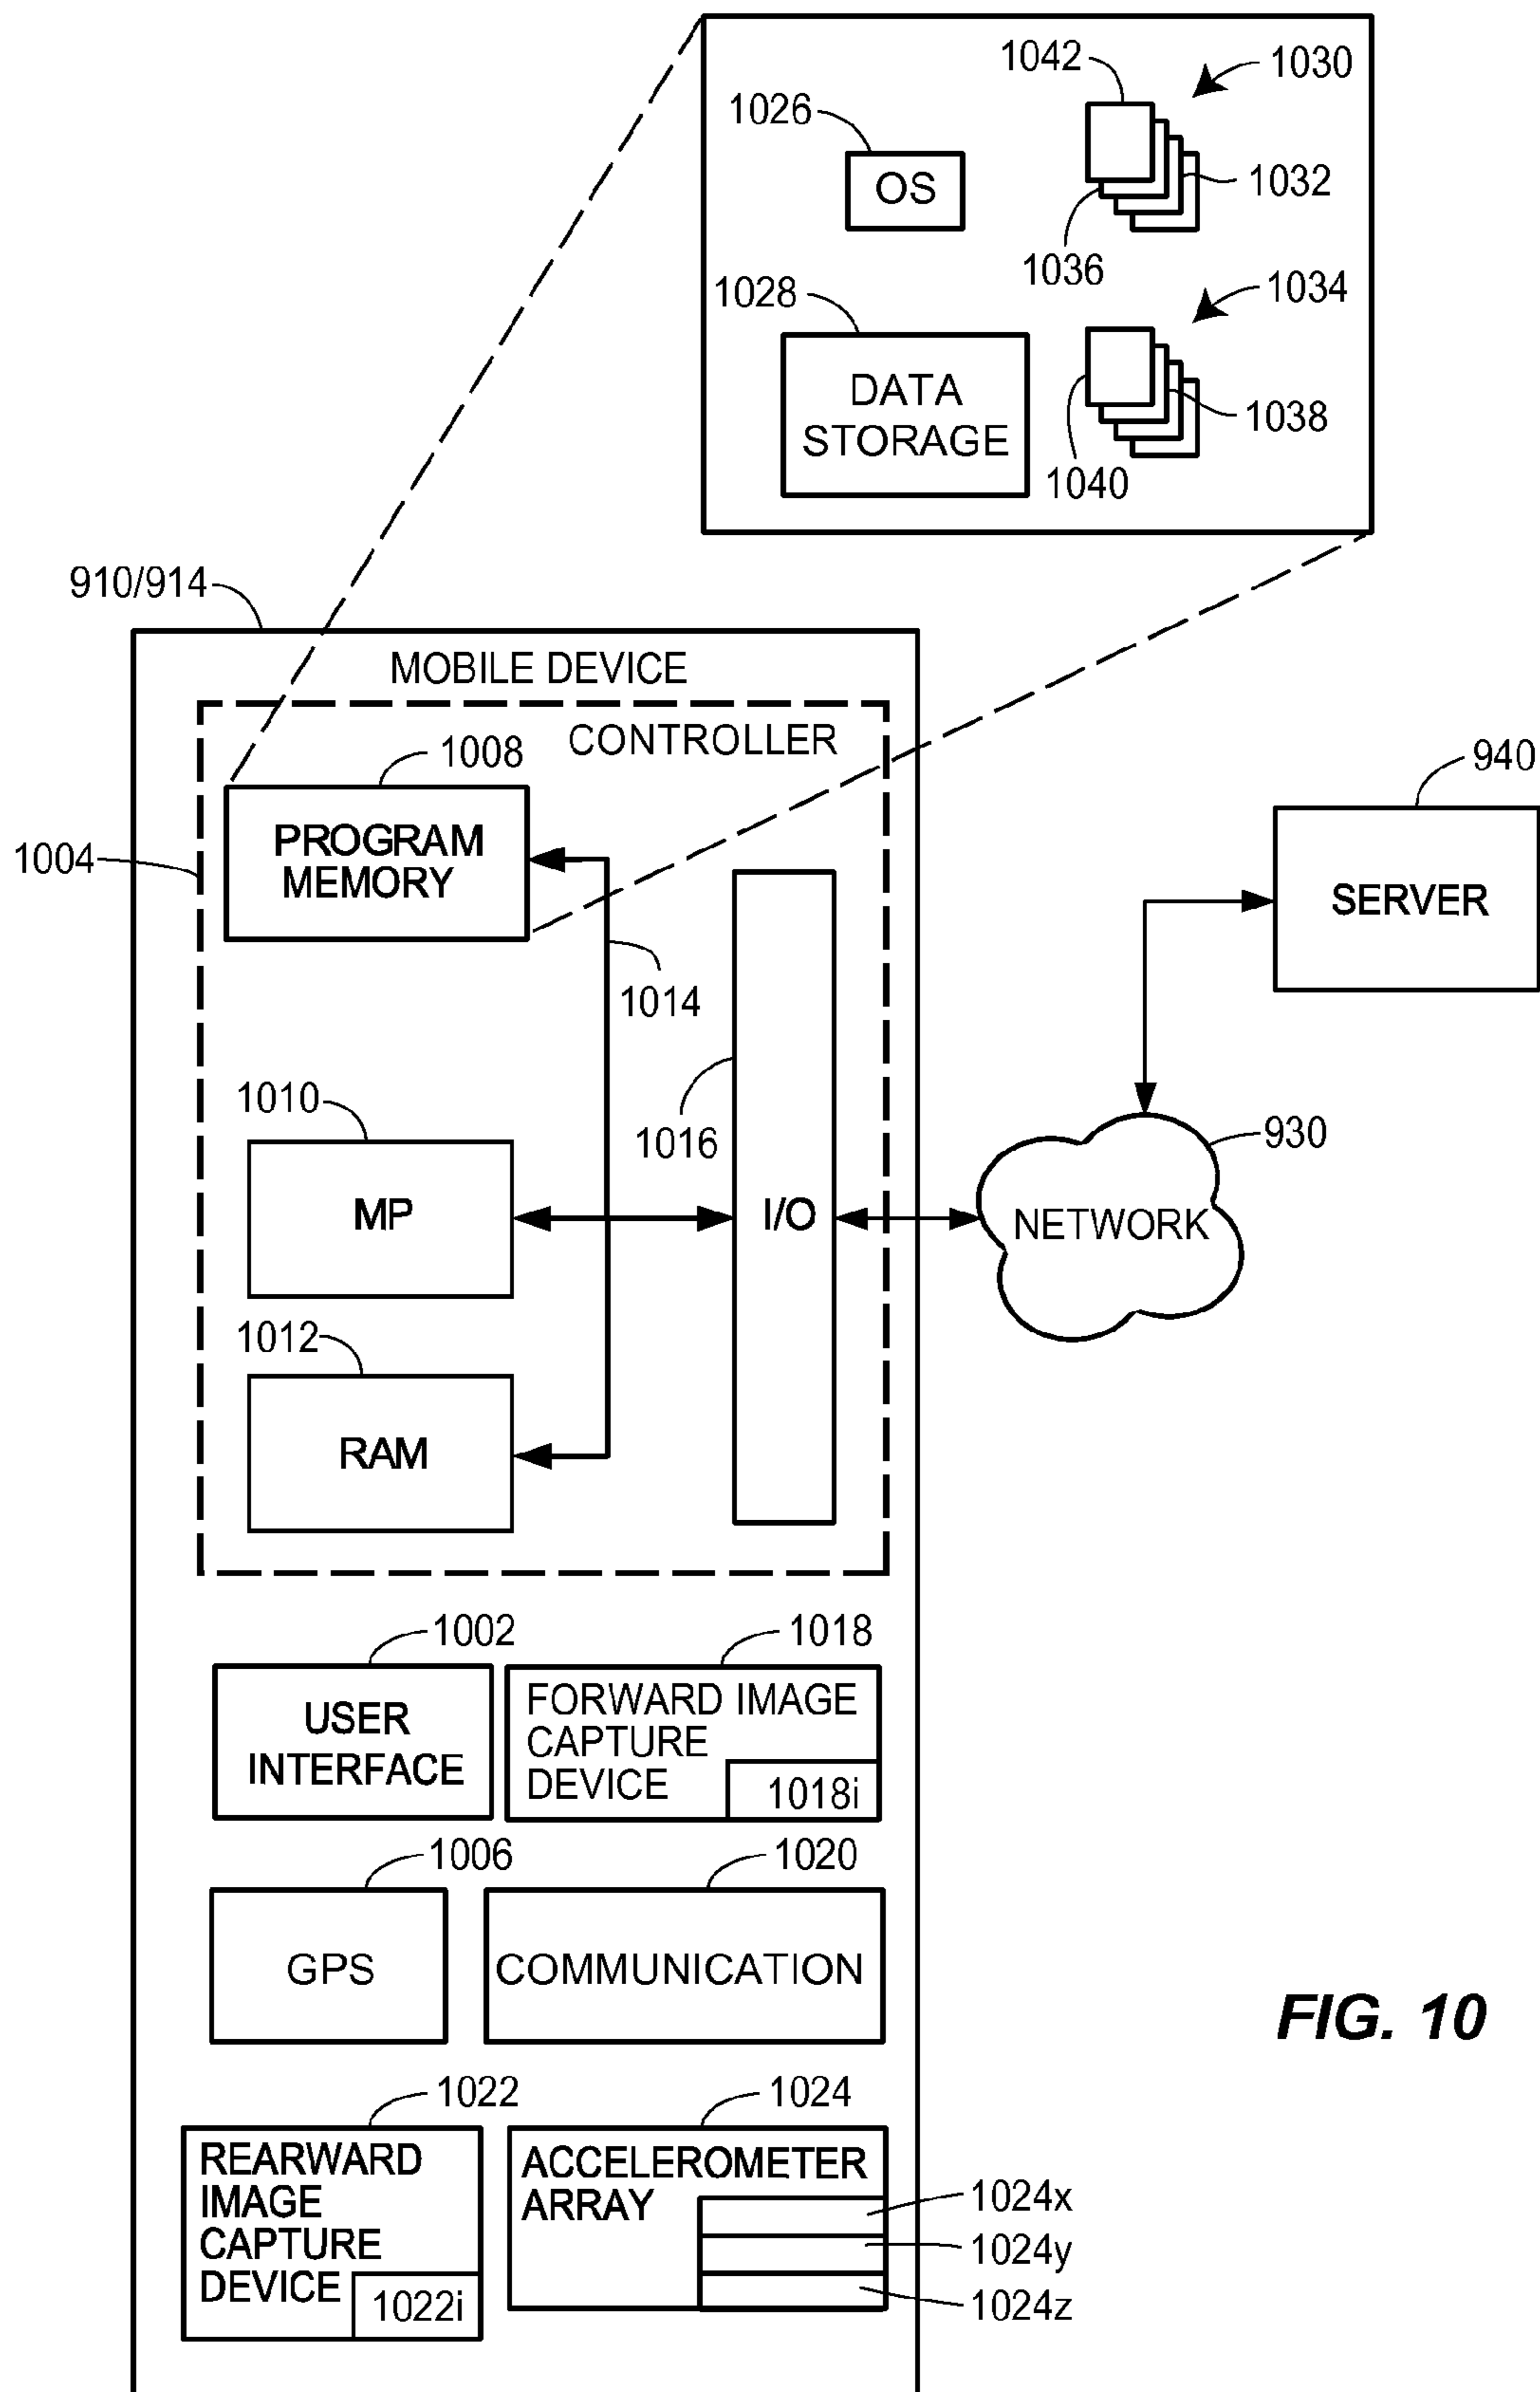 1042
1030
1026
OS
1032
1036
1028
1034
DATA
STORAGE
1038
1040
910/914
MOBILE DEVICE
CONTROLLER
1008
940
PROGRAM
MEMORY
1004
SERVER
1014
1010
1016
930
MP
I/O
NETWORK
1012
RAM
1002
1018
USER
INTERFACE
FORWARD IMAGE
CAPTURE
DEVICE
1018i
1006
1020
GPS
COMMUNICATION
FIG. 10
1022
1024
REARWARD
IMAGE
CAPTURE
DEVICE
1022i
ACCELEROMETER
ARRAY
1024x
1024y
1024z